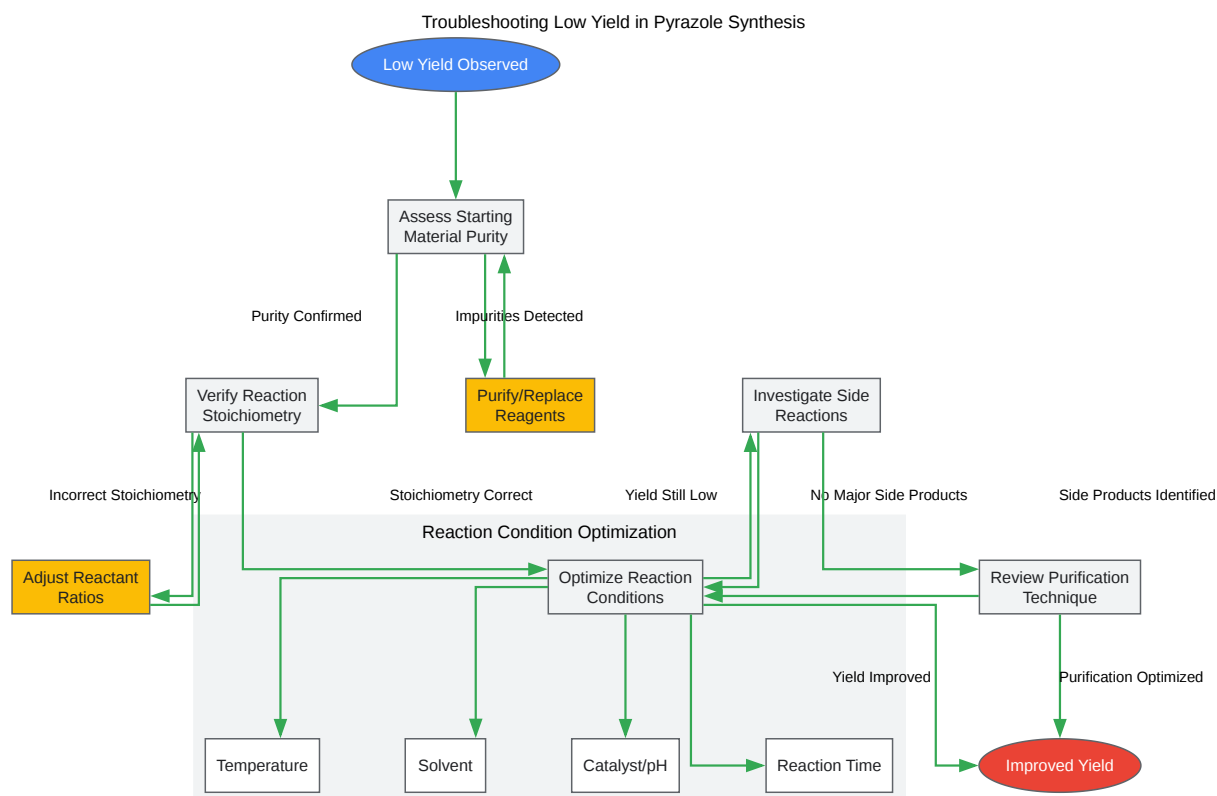 Troubleshooting Low Yield in Pyrazole Synthesis
Low Yield Observed
Assess Starting
Material Purity
Purity Confirmed
Impurities Detected
Verify Reaction
Stoichiometry
Purify/Replace
Reagents
Investigate Side
Reactions
Incorrect Stoichiometry
Stoichiometry Correct
Yield Still Low
No Major Side Products
Side Products Identified
Reaction Condition Optimization
Adjust Reactant
Ratios
Optimize Reaction
Conditions
Review Purification
Technique
Yield Improved
Purification Optimized
Temperature
Solvent
Catalyst/pH
Reaction Time
Improved Yield